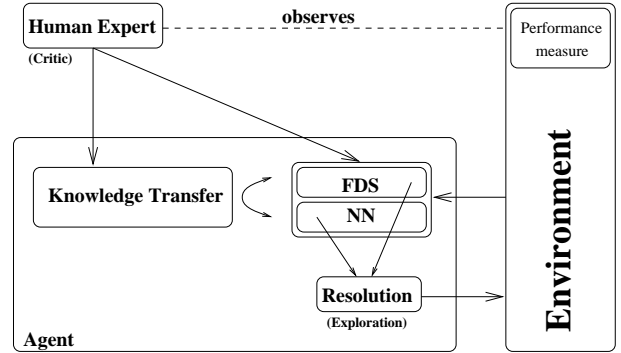 Human Expert
(Critic)
observes
Performance
measure
Environment
Knowledge Transfer
FDS
NN
Resolution
(Exploration)
Agent